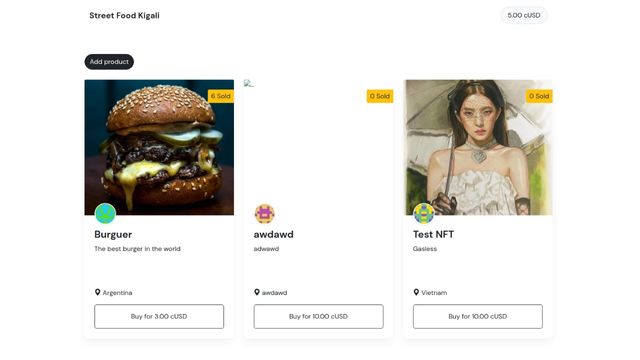 Street Food Kigali
5.00 cUSD
Add product
6 Sold
0 Sold
0 Sold
Burguer
The best burger in the world
Argentina
Buy for 3.00 cUSD
awdawd
adwawd
awdawd
Buy for 10.00 cUSD
Test NFT
Gasless
Vietnam
Buy for 10.00 cUSD